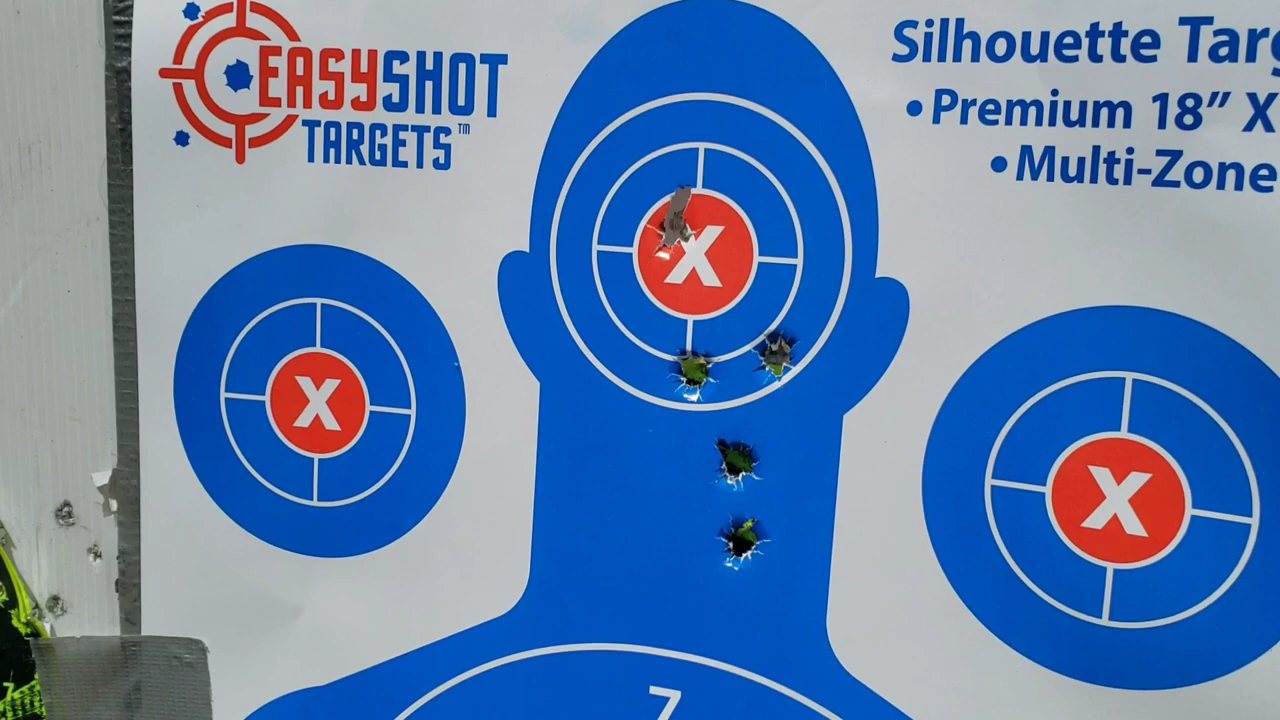 EASYSHOT
TARGETS™
Silhouette Targ
•Premium 18” X
•Multi-Zone
X
X
X
7